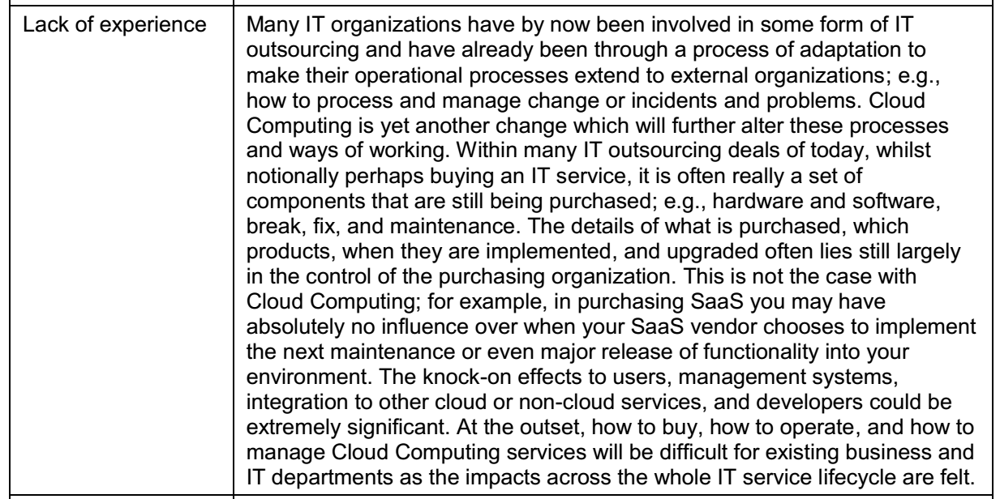 Lack of experience
Many IT organizations have by now been involved in some form of IT
outsourcing and have already been through a process of adaptation to
make their operational processes extend to external organizations; e.g.,
how to process and manage change or incidents and problems. Cloud
Computing is yet another change which will further alter these processes
and ways of working. Within many IT outsourcing deals of today, whilst
notionally perhaps buying an IT service, it is often really a set of
components that are still being purchased; e.g., hardware and software,
break, fix, and maintenance. The details of what is purchased, which
products, when they are implemented, and upgraded often lies still largely
in the control of the purchasing organization. This is not the case with
Cloud Computing; for example, in purchasing SaaS you may have
absolutely no influence over when your SaaS vendor chooses to implement
the next maintenance or even major release of functionality into your
environment. The knock-on effects to users, management systems,
integration to other cloud or non-cloud services, and developers could be
extremely significant. At the outset, how to buy, how to operate, and how to
manage Cloud Computing services will be difficult for existing business and
IT departments as the impacts across the whole IT service lifecycle are felt.